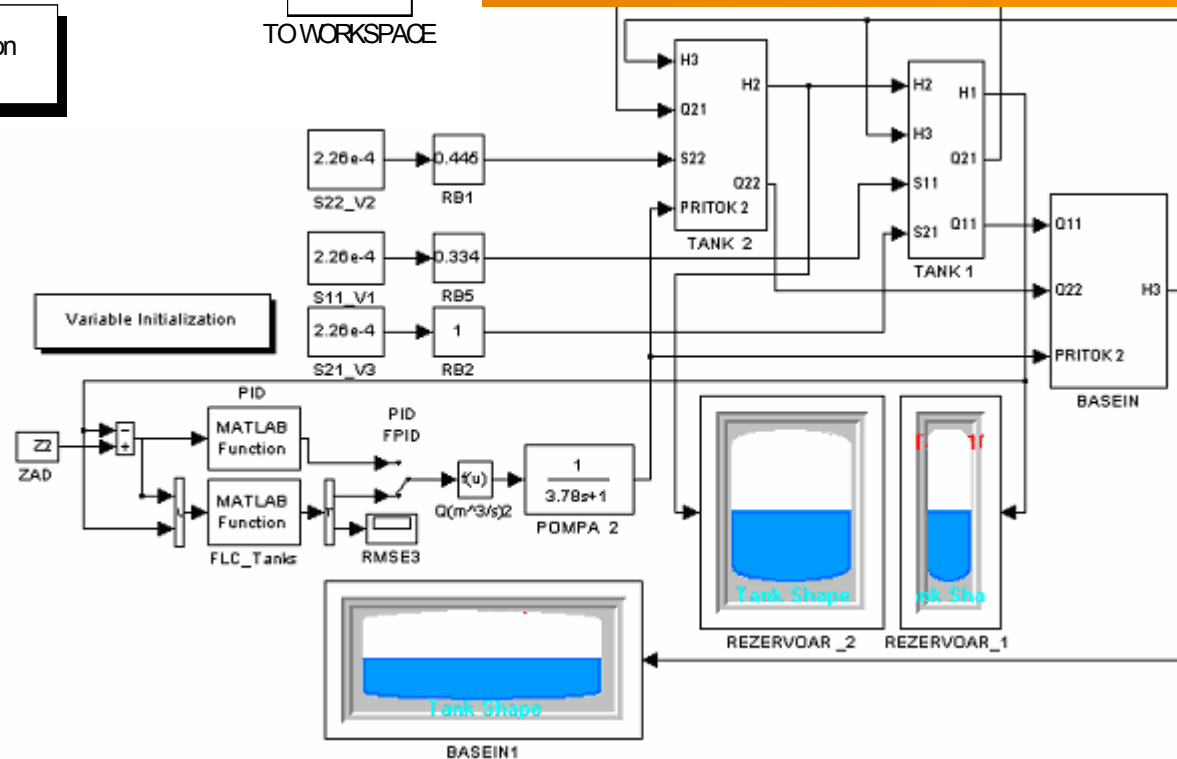 on
TO WORKSPACE
H3
Q21
S22
PRITOK 2
H2
Q22
TANK 2
H2
H3
S11
S21
H1
Q21
Q11
TANK 1
Q11
Q22
PRITOK 2
H3
BASEIN
2.26e-4
S22_V2
0.445
RB1
2.26e-4
S11_V1
0.334
RB5
2.26e-4
S21_V3
1
RB2
Variable Initialization
Z2
ZAD
PID
MATLAB
Function
MATLAB
Function
FLC_Tanks
PID
FPID
RMSE3
f(u)
Q(m^3/s)2
1
3.78s+1
POMPA 2
Tank Shape
REZERVOAR _2
nk Sha
REZERVOAR_1
Tank Shape
BASEIN1